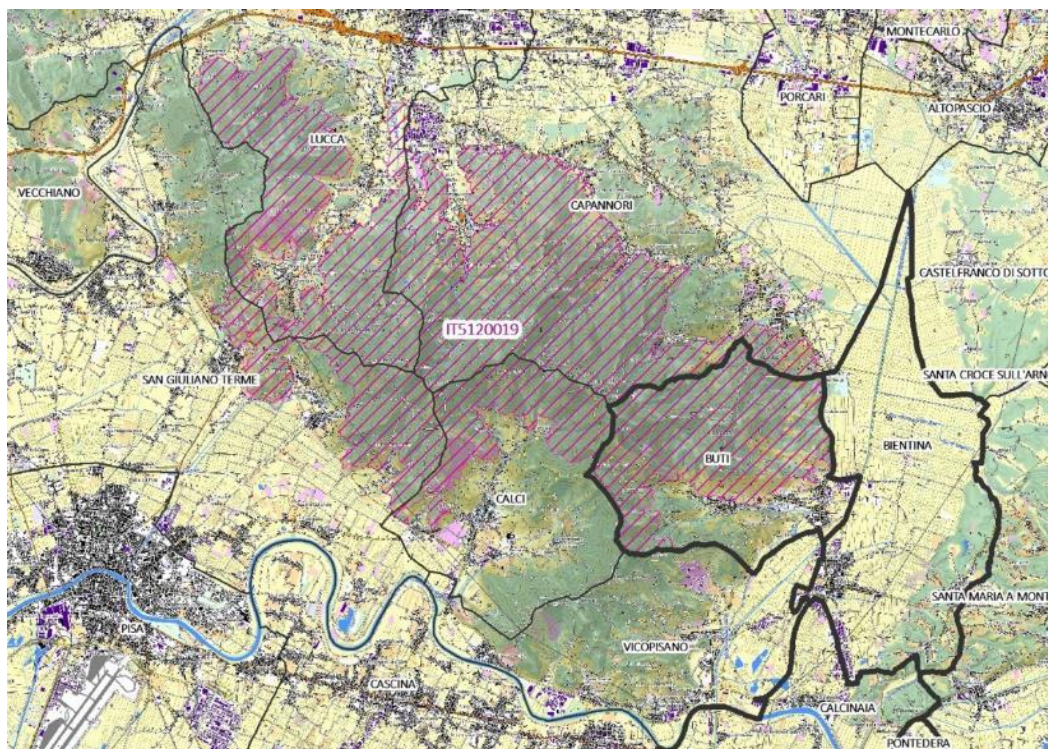 MONTECARLO
PORCARI
ALTOPASCIO
LUCCA
VECCHIANO
CAPANNORI
CASTELFRANCO DI SOTTO
IT5120019
SAN GIULIANO TERME
SANTA CROCE SULL'ARN
BIENTINA
BUTI
CALCI
SANTA MARIA A MONT
PISA
VICOPISANO
CASCINA
CALCINAIA
PONTEDERA